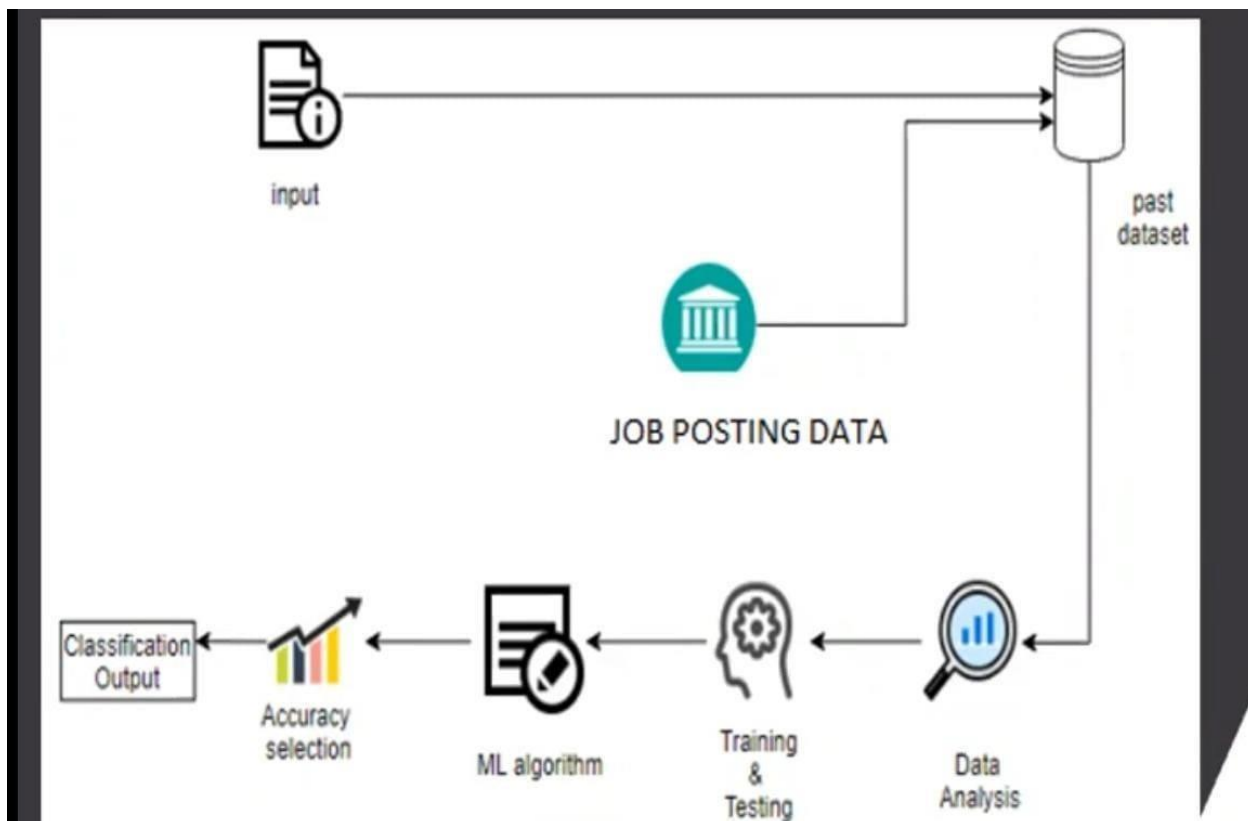 input
past
dataset
JOB POSTING DATA
Classification
Output
Accuracy
selection
ML algorithm
Training
&
Testing
Data
Analysis